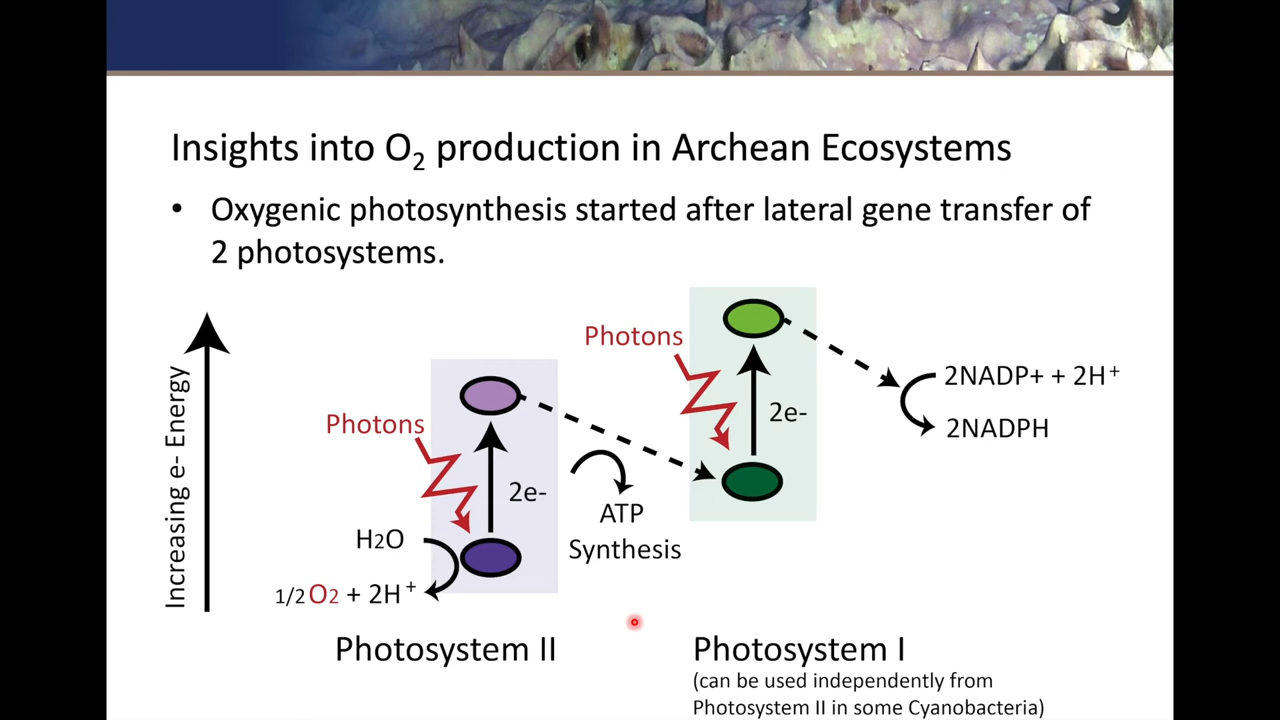 Insights into O2 production in Archean Ecosystems
• Oxygenic photosynthesis started after lateral gene transfer of
2 photosystems.
Increasing e- Energy
Photons
2e-
H2O
1/2 O2 + 2H+
ATP
Synthesis
Photons
2e-
2NADP+ + 2H+
2NADPH
Photosystem II
Photosystem I
(can be used independently from
Photosystem II in some Cyanobacteria)